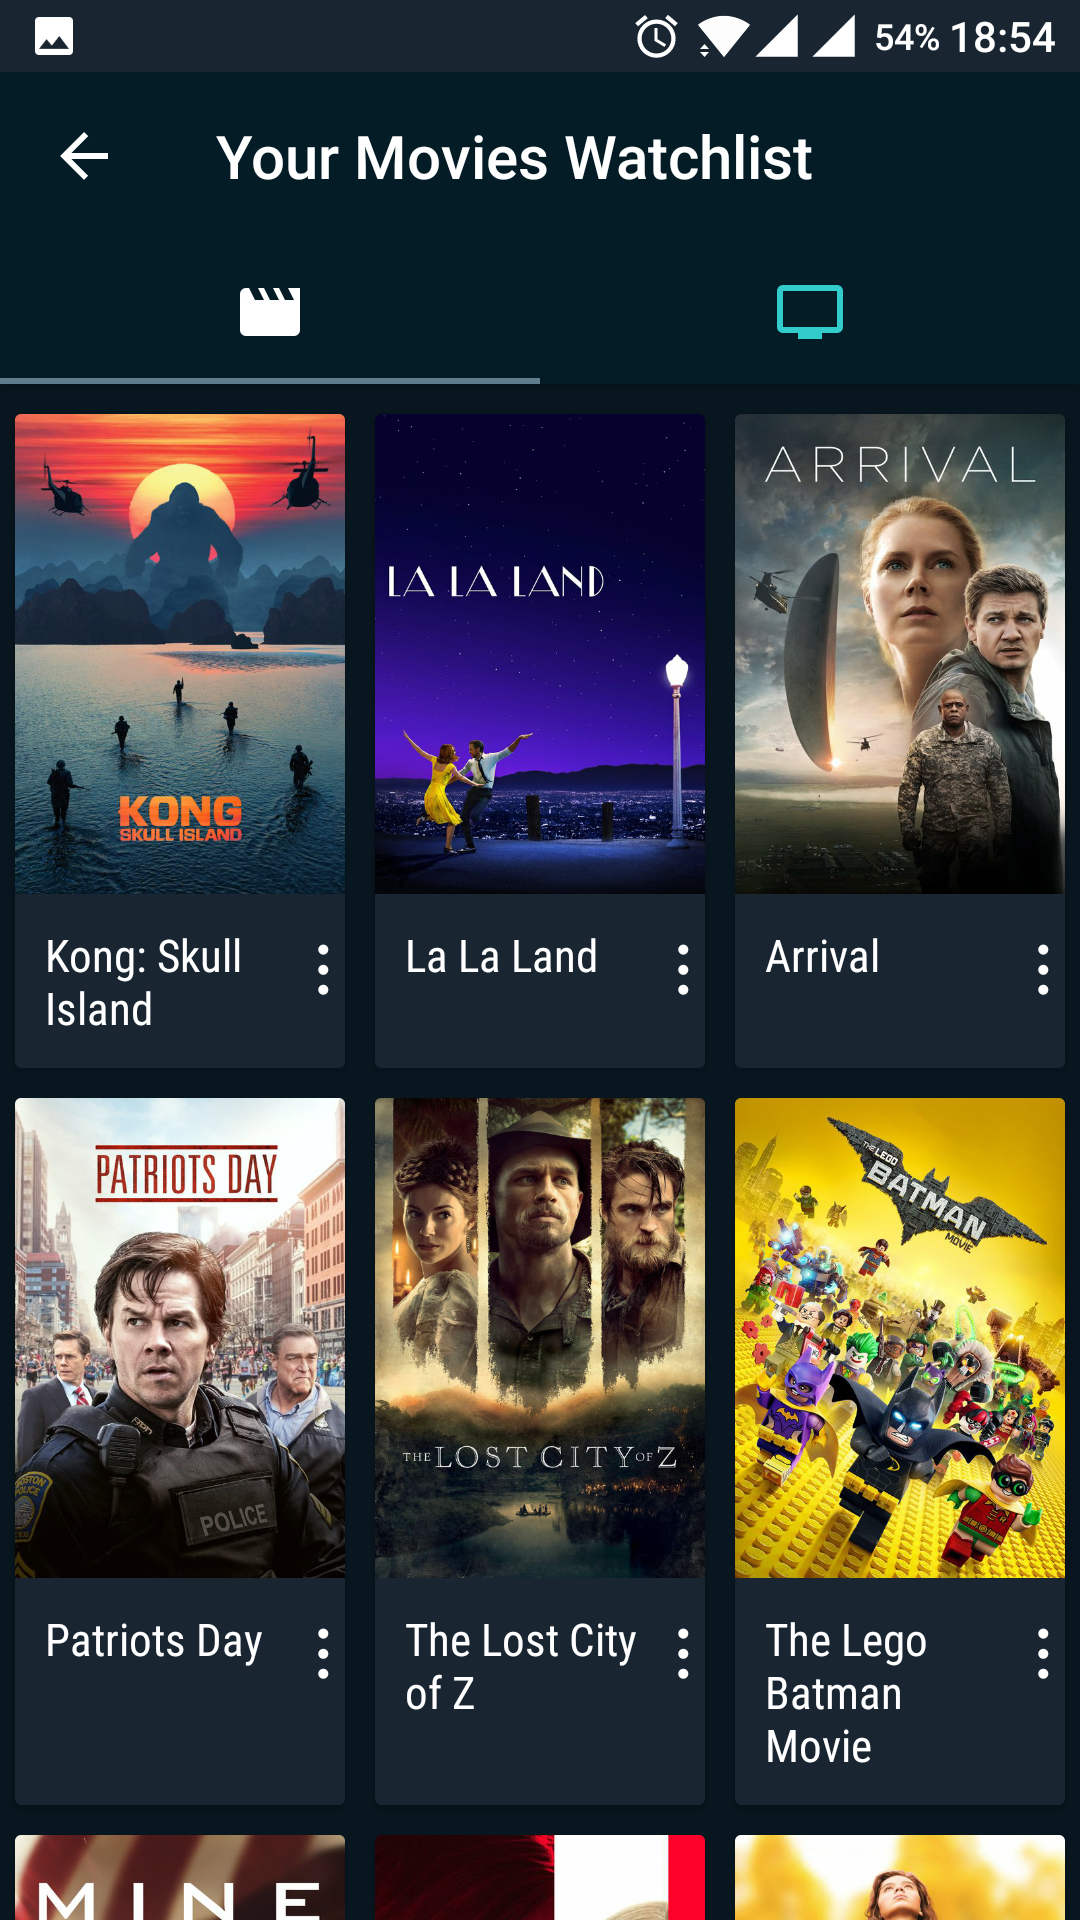 54% 18:54
Your Movies Watchlist
KONG
SKULL ISLAND
LA LA LAND
ARRIVAL
Kong: Skull
Island
La La Land
Arrival
PATRIOTS DAY
BOSTON
POLICE
POLICE
THE LOST CITY OF Z
THE LEGO
BATMAN
MOVIE
Patriots Day
The Lost City
of Z
The Lego
Batman
Movie
MINE